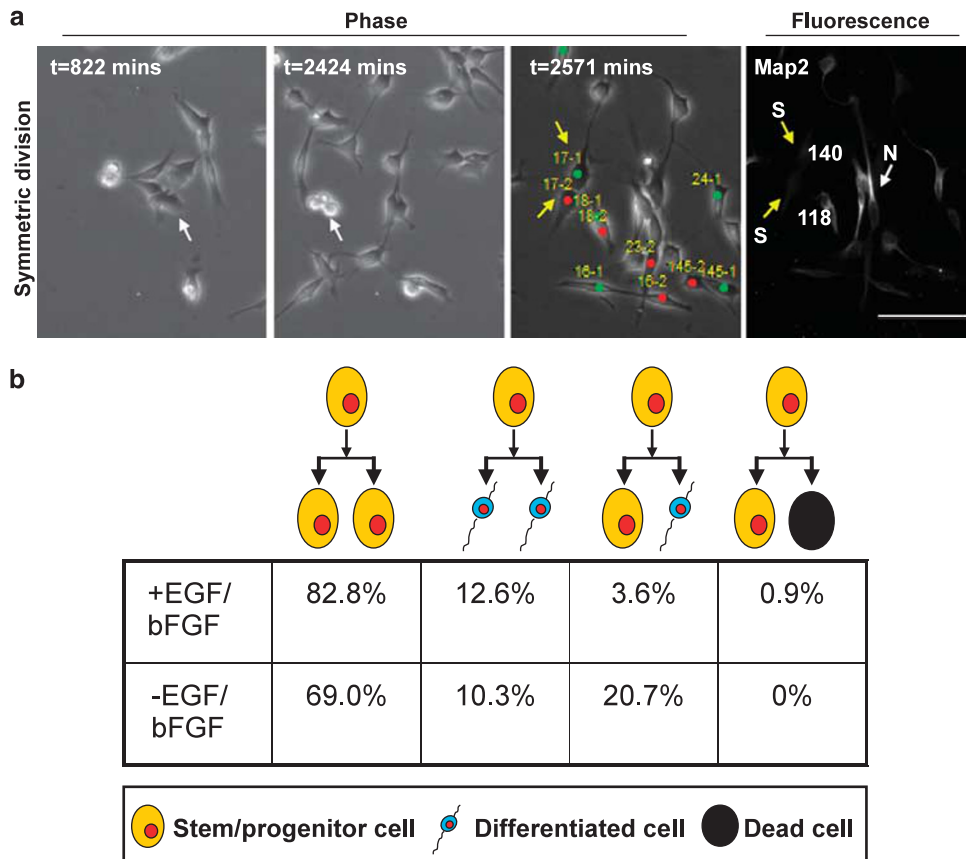 a
Phase
Fluorescence
Symmetric division
t=822 mins
t=2424 mins
t=2571 mins
Map2
17-1
17-2
18-1
18-2
24-1
23-2
145-2
145-1
16-1
16-2
S
140
N
118
S
b
+EGF/
bFGF
82.8%
12.6%
3.6%
0.9%
-EGF/
bFGF
69.0%
10.3%
20.7%
0%
Stem/progenitor cell
Differentiated cell
Dead cell